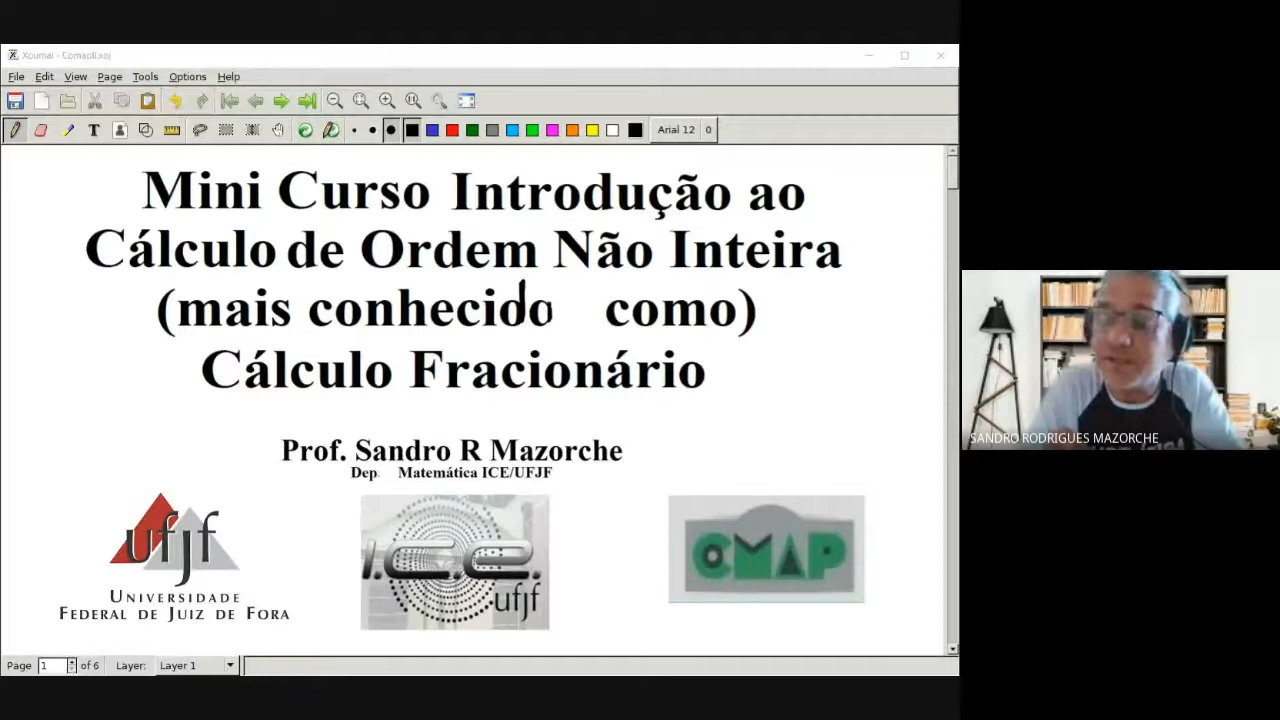 Xournal - Comapll.xoj
File Edit View Page Tools Options Help
Arial 12 0
Mini Curso Introdução ao
Cálculo de Ordem Não Inteira
(mais conhecido como)
Cálculo Fracionário
Prof. Sandro R Mazorche
Dep. Matemática ICE/UFJF
ufjf
UNIVERSIDADE
FEDERAL DE JUIZ DE FORA
I.C.E.
ufjf
CMAP
SANDRO RODRIGUES MAZORCHE
Page 1 of 6 Layer: Layer 1